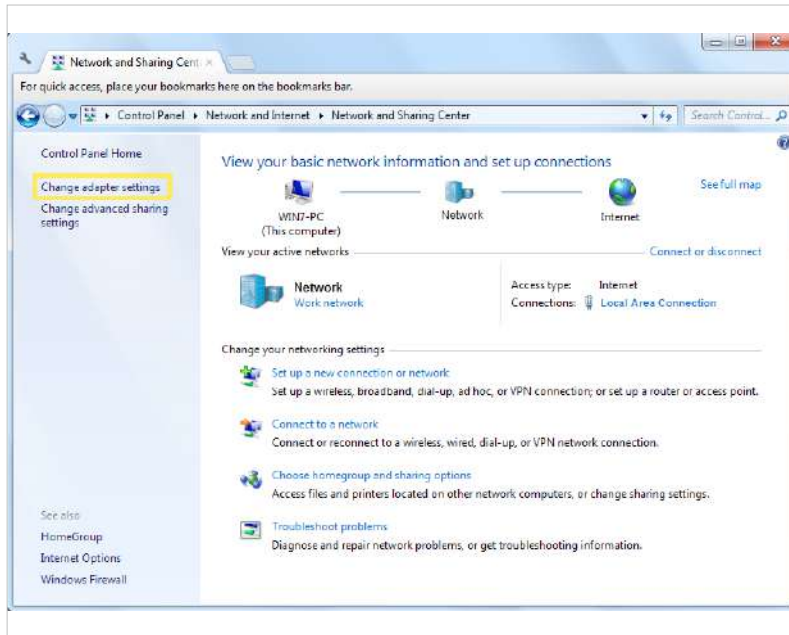 Network and Sharing Cent
For quick access, place your bookmarks here on the bookmarks bar.
Control Panel Network and Internet Network and Sharing Center
Search Control...
Control Panel Home
Change adapter settings
Change advanced sharing
settings
View your basic network information and set up connections
See full map
WIN7-PC
(This computer)
Network
Internet
View your active networks
Connect or disconnect
Network
Work network
Access type: Internet
Connections: Local Area Connection
Change your networking settings
Set up a new connection or network
Set up a wireless, broadband, dial-up, ad hoc, or VPN connection; or set up a router or access point.
Connect to a network
Connect or reconnect to a wireless, wired, dial-up, or VPN network connection.
Choose homegroup and sharing options
Access files and printers located on other network computers, or change sharing settings.
Troubleshoot problems
Diagnose and repair network problems, or get troubleshooting information.
See also
HomeGroup
Internet Options
Windows Firewall